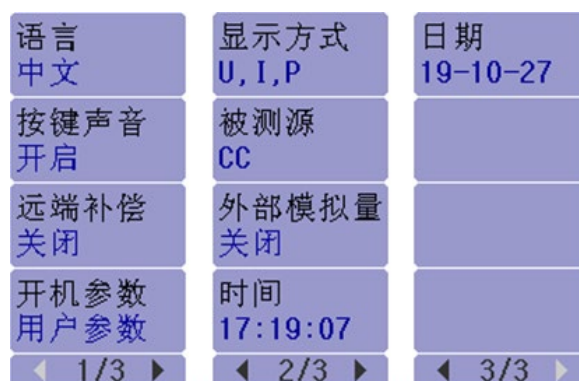 语言
中文
按键声音
开启
远端补偿
关闭
开机参数
用户参数
◀ 1/3 ▶
显示方式
U,I,P
被测源
CC
外部模拟量
关闭
时间
17:19:07
◀ 2/3 ▶
日期
19-10-27
◀ 3/3 ▶